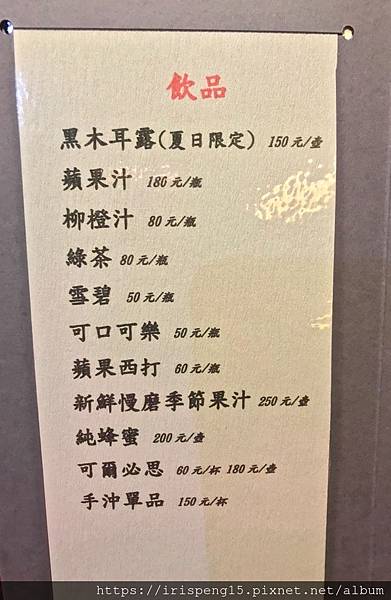 飲品
黑木耳露(夏日限定) 150元/壺
蘋果汁 180元/瓶
柳橙汁 80元/瓶
綠茶 80元/瓶
雪碧 50元/瓶
可口可樂 50元/瓶
蘋果西打 60元/瓶
新鮮慢磨季節果汁 250元/壺
純蜂蜜 200元/壺
可爾必思 60元/杯 180元/壺
手沖單品 150元/杯
https://irispeng15.pixnet.net/album